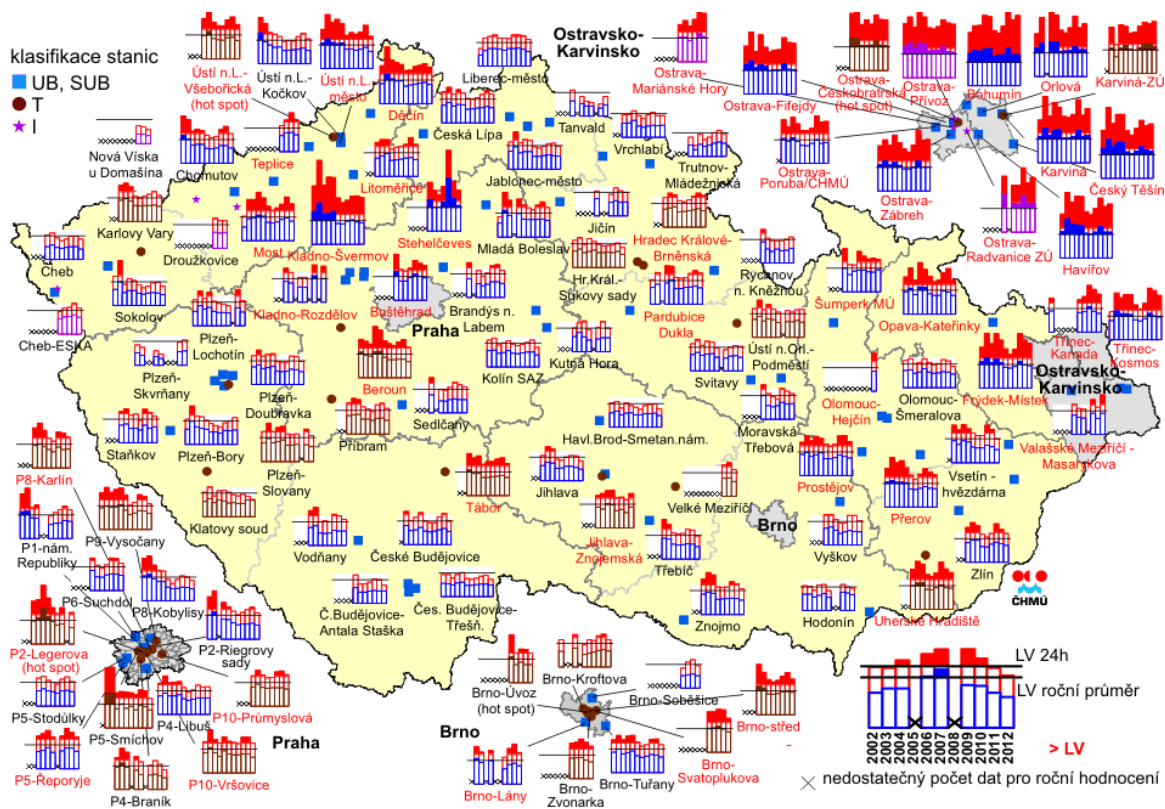 klasifikace stanic
UB, SUB
T
I
Ostravsko-
Karvinsko
Ústí n.L.-
Všebořická
(hot spot)
Ústí n.L.-
Kočkov
Ústí n.L.-
město
Děčín
Liberec-město
Ostrava-
Mariánské Hory
Ostrava-Fifejdy
Ostrava-
Českobratrská
(hot spot)
Ostrava-
Přívoz
Bohumín
Orlová
Karviná-ZÚ
Nová Víska
u Domašína
Chomutov
Teplice
Litoměřice
Česká Lípa
Jablonec-město
Tanvald
Vrchlabí
Trutnov-
Mládežnická
Ostrava-
Poruba/ČHMÚ
Ostrava-
Zábřeh
Ostrava-
Radvanice ZÚ
Karviná
Český Těšín
Havířov
Karlovy Vary
Droužkovice
Most
Kladno-Švermov
Stehelčeves
Mladá Boleslav
Jičín
Hradec Králové-
Brněnská
Cheb
Sokolov
Cheb-ESKA
Plzeň-
Lochotín
Kladno-Rozdělov
Buštěhrad
Praha
Brandýs n.
Labem
Hr.Král.-
Sukovy sady
Rychnov
n. Kněžnou
Pardubice
Dukla
Šumperk MÚ
Opava-Kateřinky
Třinec-
Kanada
Třinec-
Kosmos
Plzeň-
Skvrňany
Plzeň-
Doubravka
Beroun
Kolín SAZ
Kutná Hora
Svitavy
Ústí n.Orl.-
Podměstí
Olomouc-
Hejčín
Olomouc-
Šmeralova
Frýdek-Místek
Ostravsko-
Karvinsko
Staňkov
Plzeň-Bory
Plzeň-
Slovany
Příbram
Sedlčany
Havl.Brod-Smetan.nám.
Moravská
Třebová
Valašské Meziříčí -
Masarykova
P8-Karlín
Klatovy soud
Tábor
Jihlava
Velké Meziříčí
Prostějov
Přerov
Vsetín -
hvězdárna
P1-nám.
Republiky
P9-Vysočany
Vodňany
České Budějovice
Jihlava-
Znojemská
Třebíč
Brno
Vyškov
Zlín
P6-Suchdol
P8-Kobylisy
Č.Budějovice-
Antala Staška
Čes. Budějovice-
Třešň.
Znojmo
Hodonín
Uherské Hradiště
ČHMÚ
P2-Legerova
(hot spot)
P2-Riegrovy
sady
P5-Stodůlky
P5-Smíchov
P4-Libuš
P10-Průmyslová
P5-Řeporyje
P4-Braník
P10-Vršovice
Praha
Brno-Úvoz
(hot spot)
Brno-Kroftova
Brno-Soběšice
Brno-střed
Brno
Brno-Lány
Brno-
Zvonařka
Brno-Tuřany
Brno-
Svatoplukova
LV 24h
LV roční průměr
2002
2003
2004
2005
2006
2007
2008
2009
2010
2011
2012
> LV
nedostatečný počet dat pro roční hodnocení